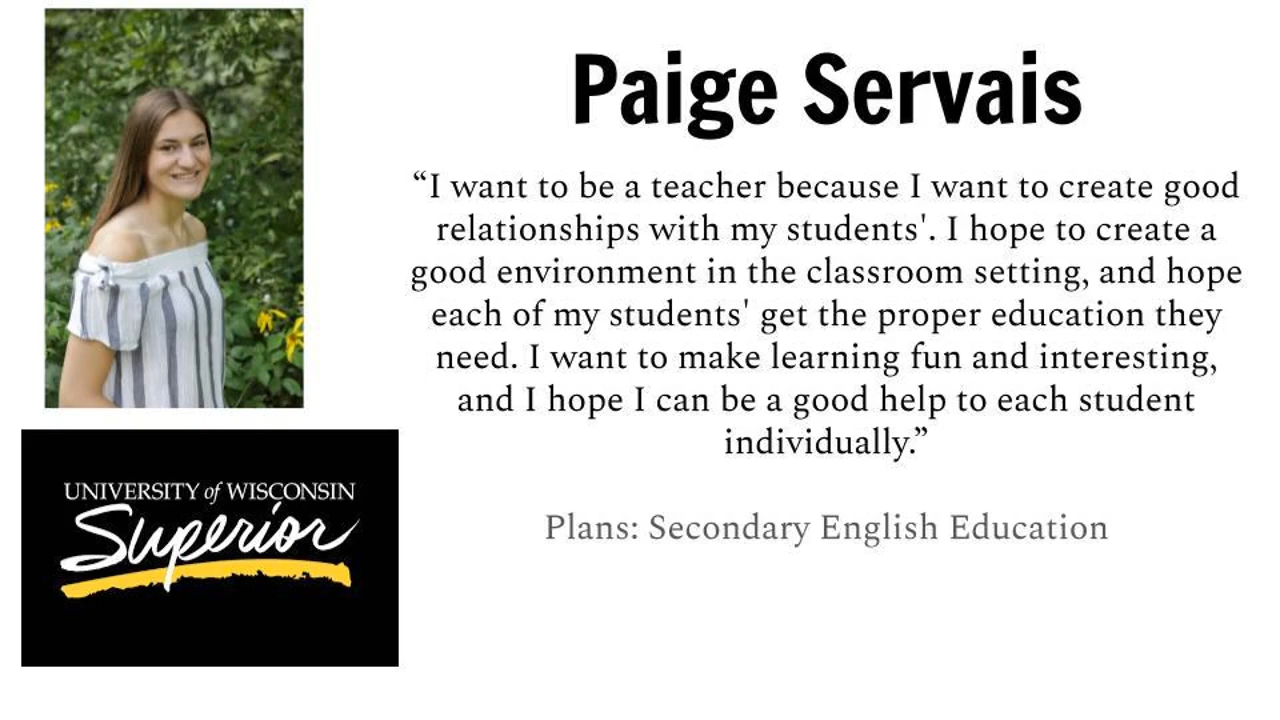 Paige Servais
“I want to be a teacher because I want to create good
relationships with my students'. I hope to create a
good environment in the classroom setting, and hope
each of my students' get the proper education they
need. I want to make learning fun and interesting,
and I hope I can be a good help to each student
individually.”
Plans: Secondary English Education
UNIVERSITY of WISCONSIN
Superior